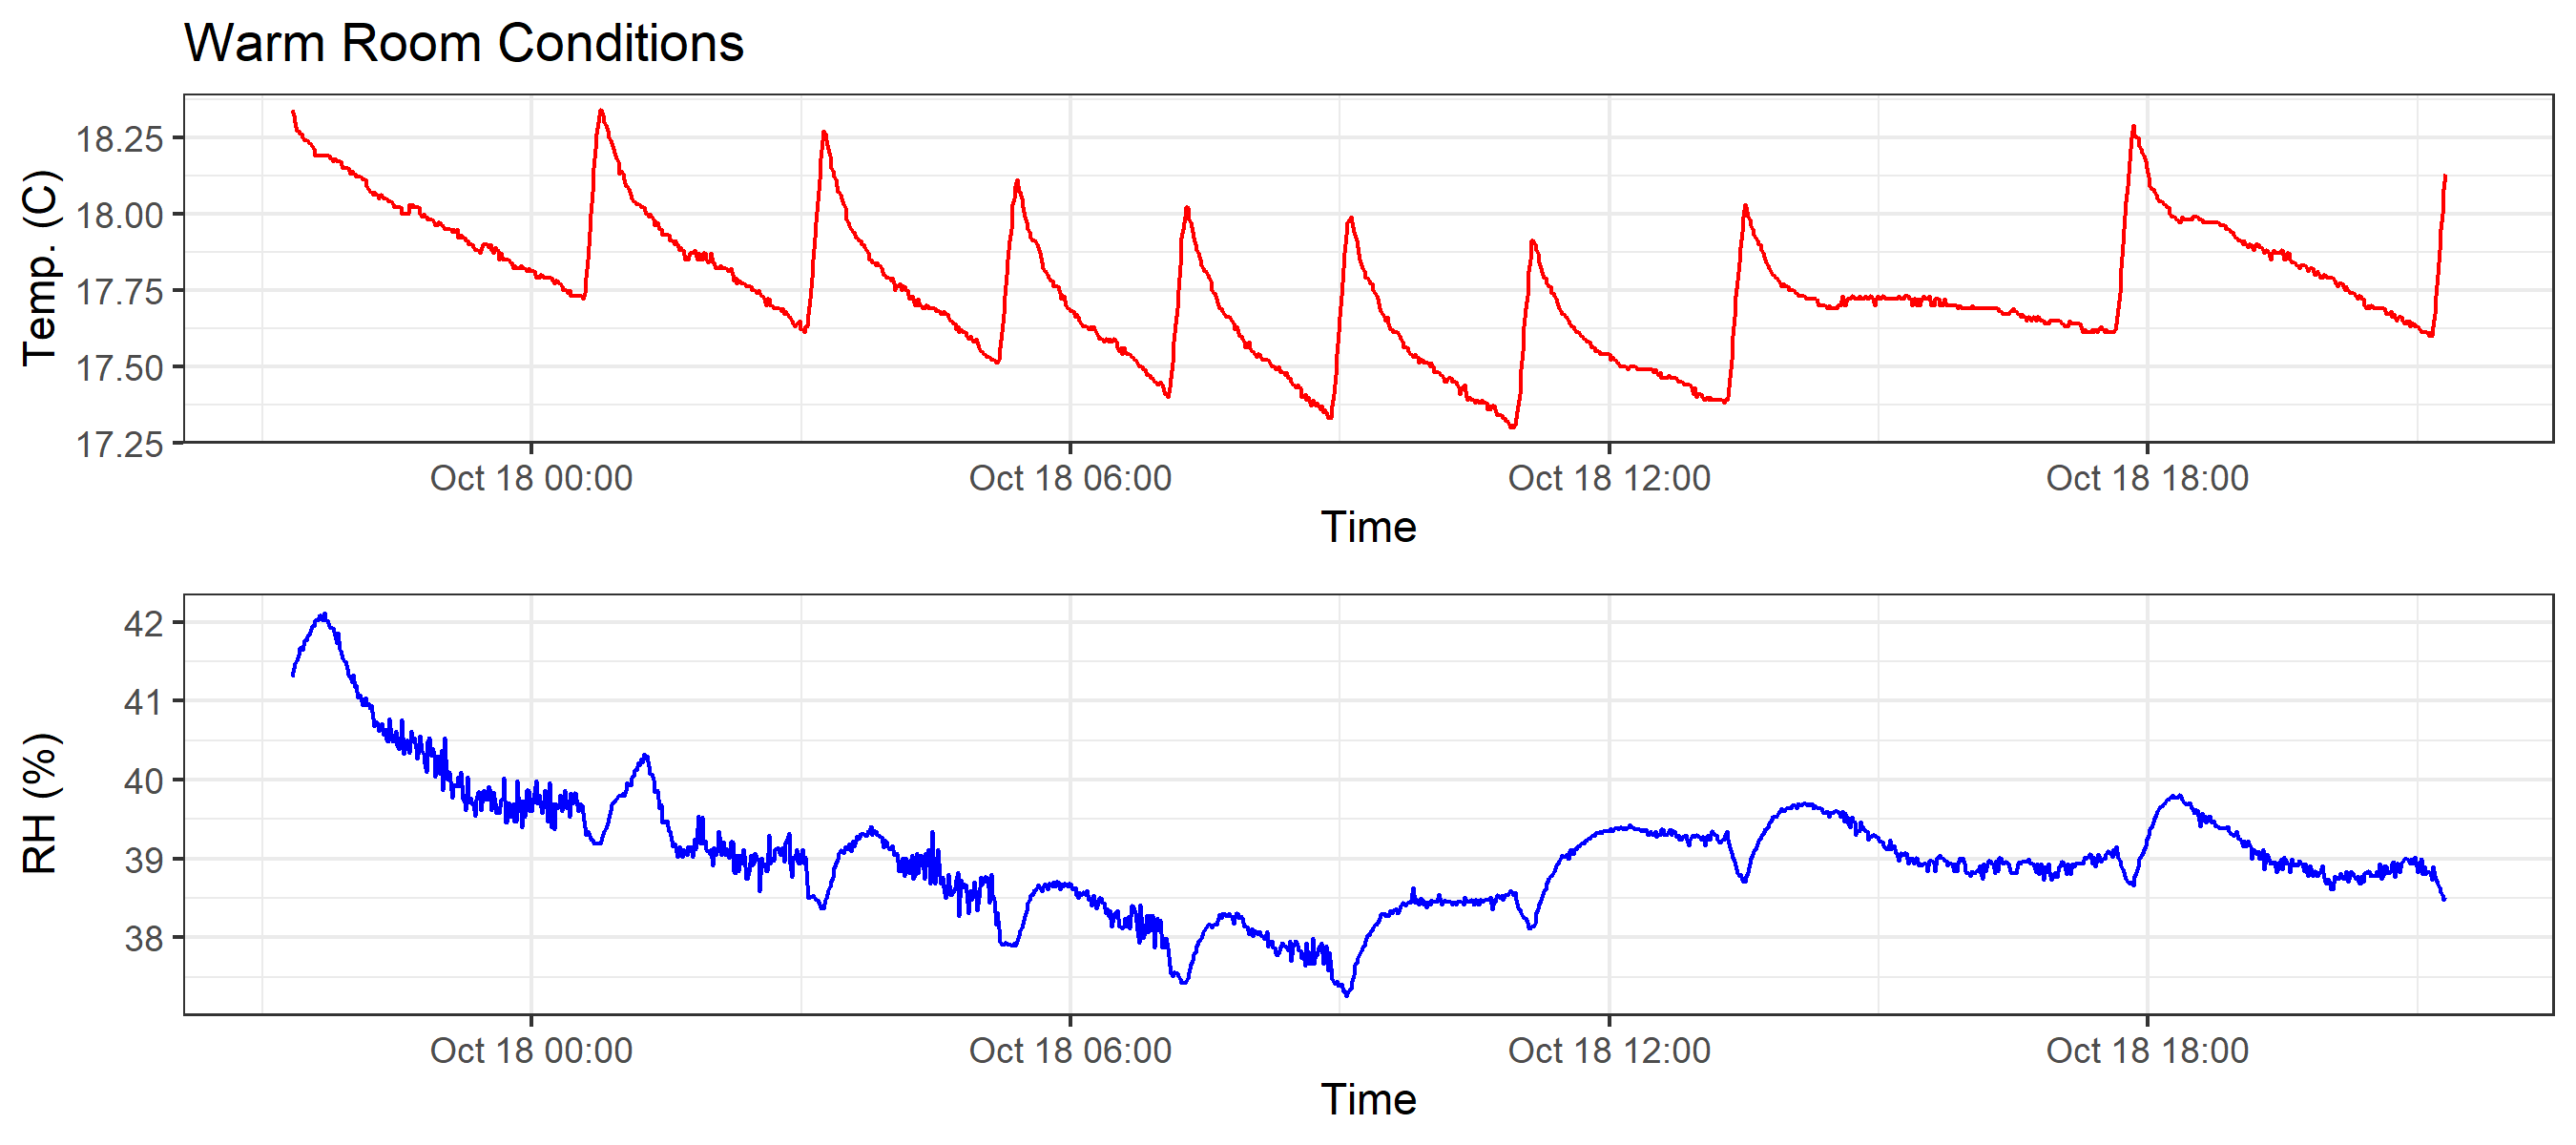 Warm Room Conditions
Temp. (C)
18.25
18.00
17.75
17.50
17.25
Oct 18 00:00 Oct 18 06:00 Oct 18 12:00 Oct 18 18:00
Time
RH (%)
42
41
40
39
38
Oct 18 00:00 Oct 18 06:00 Oct 18 12:00 Oct 18 18:00
Time